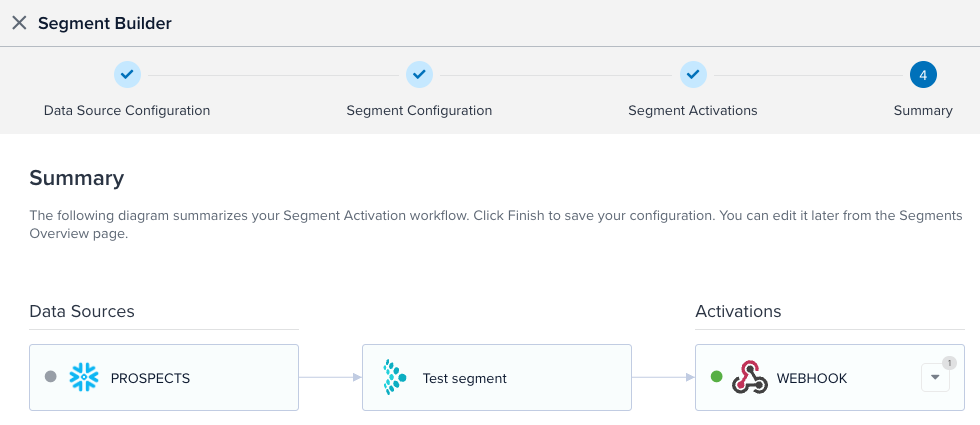 Segment Builder
4
Data Source Configuration
Segment Configuration
Segment Activations
Summary
Summary
The following diagram summarizes your Segment Activation workflow. Click Finish to save your configuration. You can edit it later from the Segments
Overview page.
Data Sources
Activations
PROSPECTS
Test segment
WEBHOOK
1